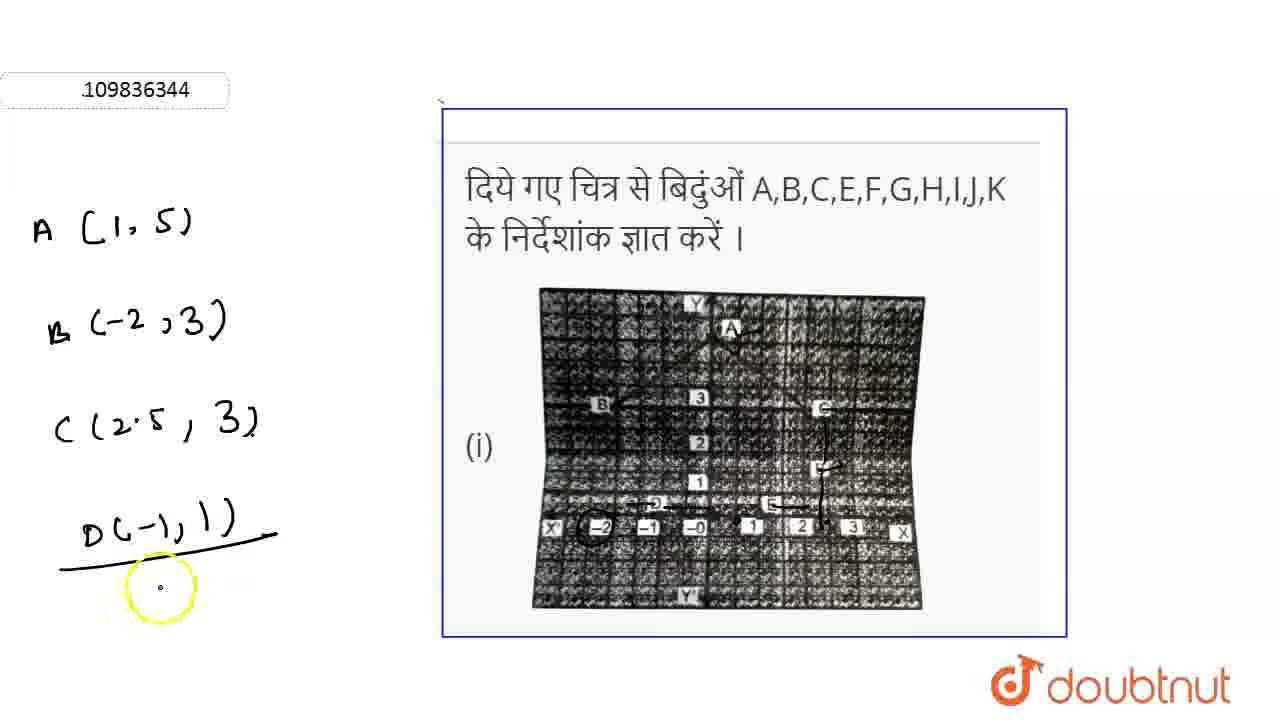 109836344
A (1, 5)
B (-2, 3)
C (2.5, 3)
D (-1, 1)
दिये गए चित्र से बिदुंओं A,B,C,E,F,G,H,I,J,K
के निर्देशांक ज्ञात करें ।
(i)
Y
A
B 3 C
2
1
D E
X' -2 -1 -0 1 2 3 X
Y'
doubtnut